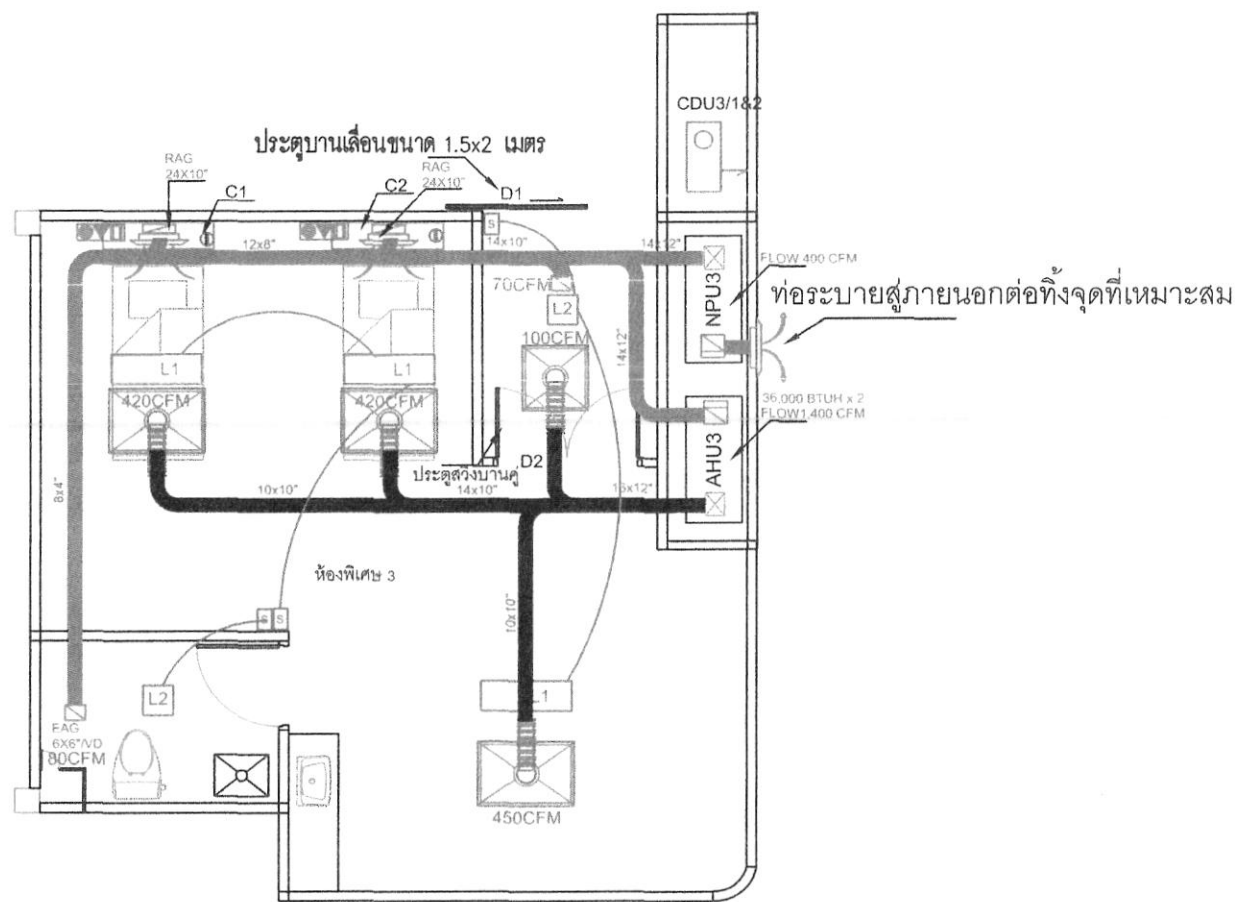 CDU3/1&2
ประตูบานเลื่อนขนาด 1.5x2 เมตร
RAG
24X10"
C1
C2
RAG
24X10"
D1
S
12x8"
14x10"
14x12"
FLOW 400 CFM
NPU3
ท่อระบายสู่ภายนอกต่อทิ้งจุดที่เหมาะสม
70CFM
L2
100CFM
14x12"
L1
L1
420CFM
420CFM
36,000 BTUH x 2
FLOW1,400 CFM
AHU3
D2
ประตูสวิงบานคู่
8x4"
10x10"
14x10"
16x12"
ห้องพิเศษ 3
10x10"
S
S
L2
L1
EAG
6X6"/VD
80CFM
450CFM